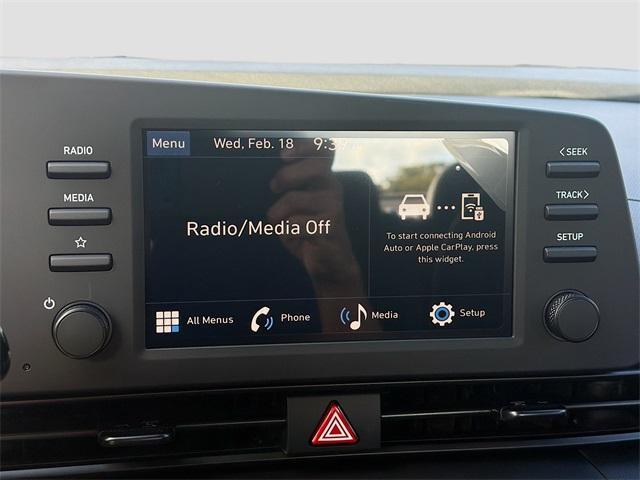 RADIO
MEDIA
Menu
Wed, Feb. 18
Radio/Media Off
To start connecting Android
Auto or Apple CarPlay, press
this widget.
All Menus
Phone
Media
Setup
<SEEK
TRACK>
SETUP